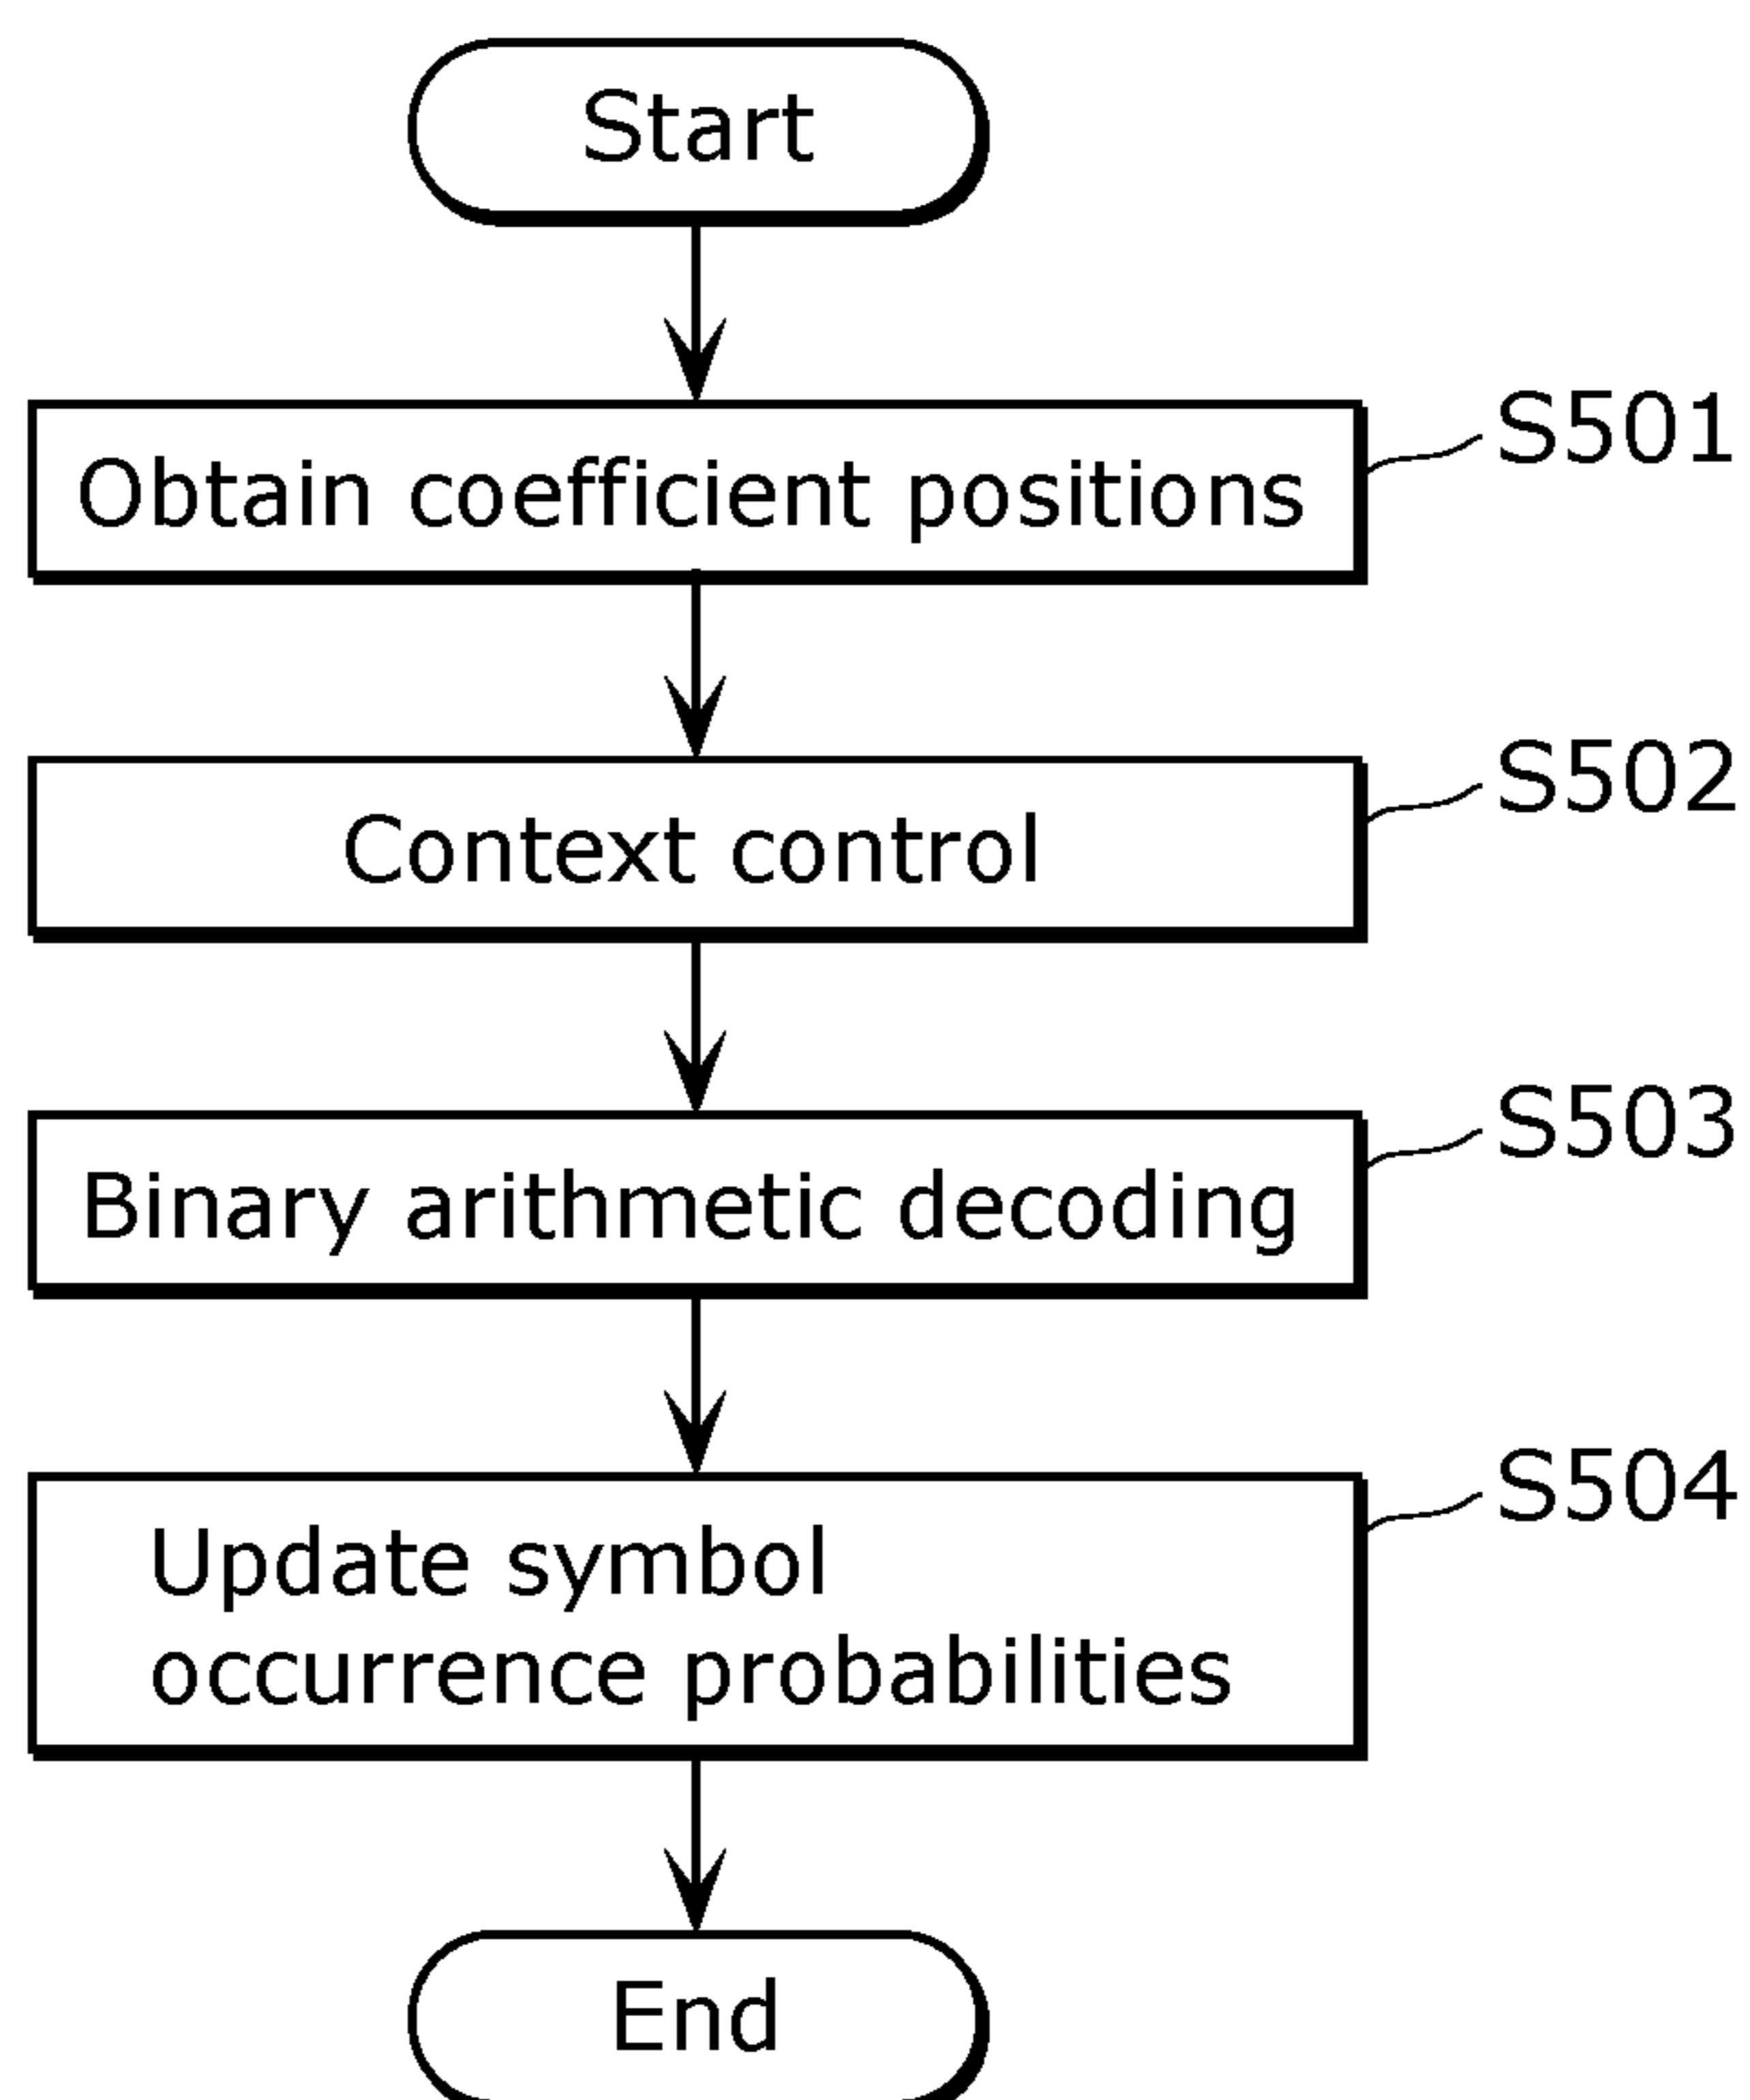 Start
Obtain coefficient positions
S501
Context control
S502
Binary arithmetic decoding
S503
Update symbol
occurrence probabilities
S504
End